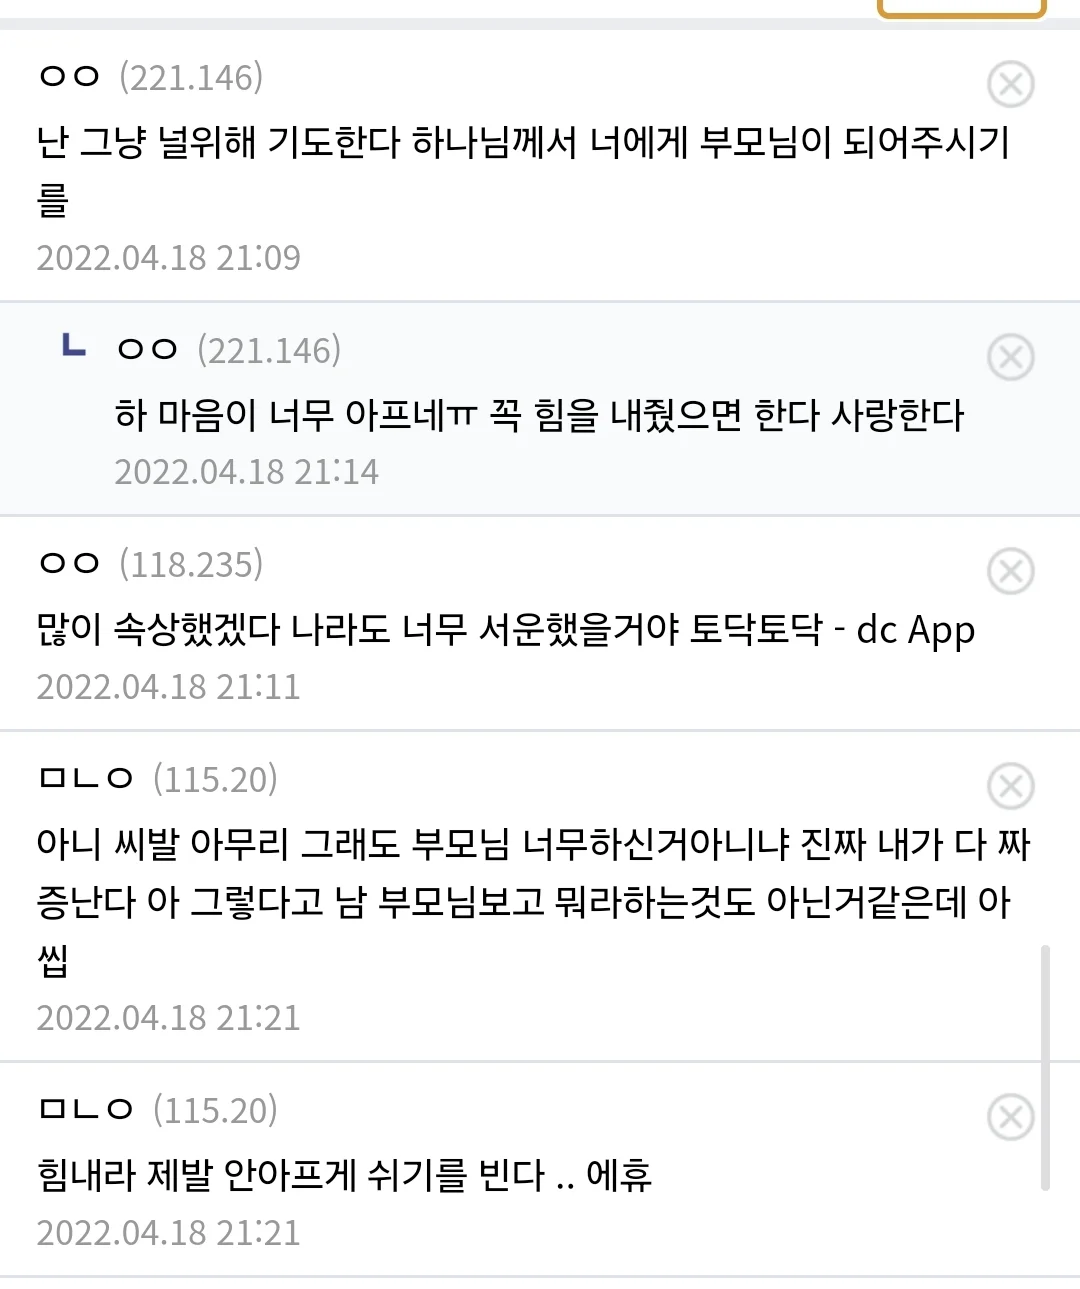 ㅇㅇ (221.146)
난 그냥 널위해 기도한다 하나님께서 너에게 부모님이 되어주시기
를
2022.04.18 21:09
ㅇㅇ (221.146)
하 마음이 너무 아프네ㅠ 꼭 힘을 내줬으면 한다 사랑한다
2022.04.18 21:14
ㅇㅇ (118.235)
많이 속상했겠다 나라도 너무 서운했을거야 토닥토닥 - dc App
2022.04.18 21:11
ㅁㄴㅇ (115.20)
아니 씨발 아무리 그래도 부모님 너무하신거아니냐 진짜 내가 다 짜
증난다 아 그렇다고 남 부모님보고 뭐라하는것도 아닌거같은데 아
씹
2022.04.18 21:21
ㅁㄴㅇ (115.20)
힘내라 제발 안아프게 쉬기를 빈다 .. 에휴
2022.04.18 21:21